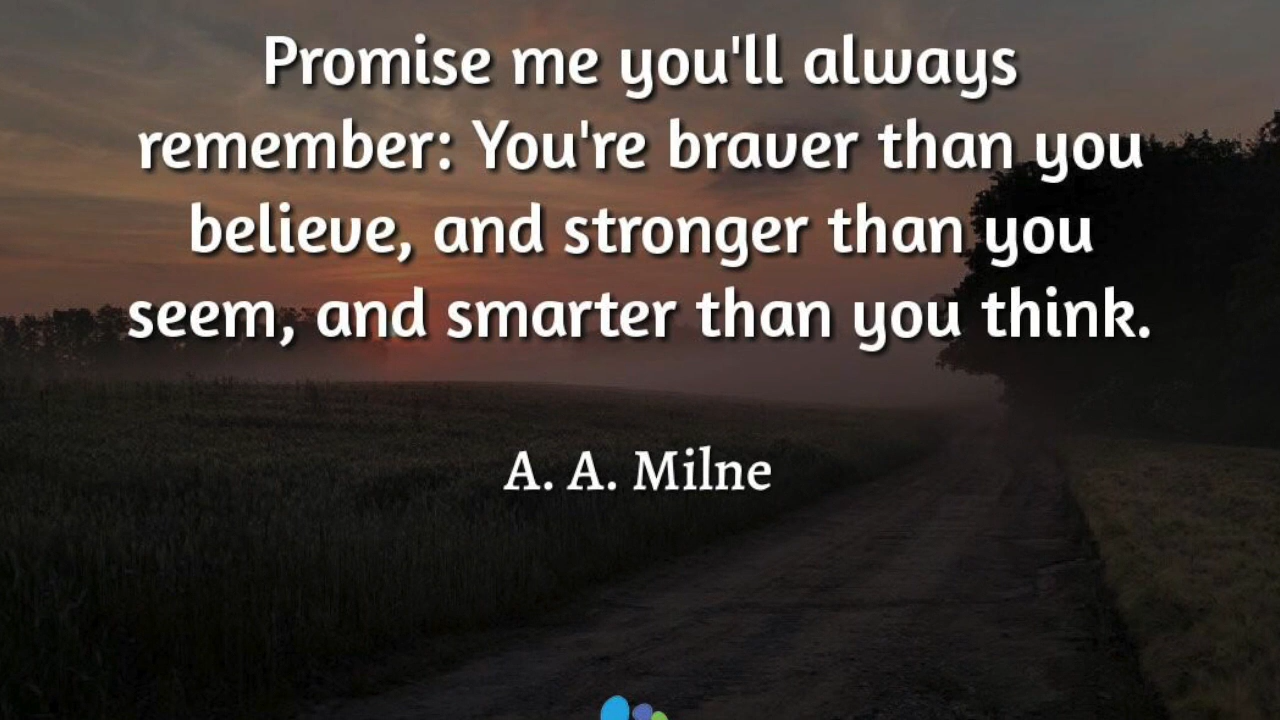 Promise me you'll always
remember: You're braver than you
believe, and stronger than you
seem, and smarter than you think.
A. A. Milne